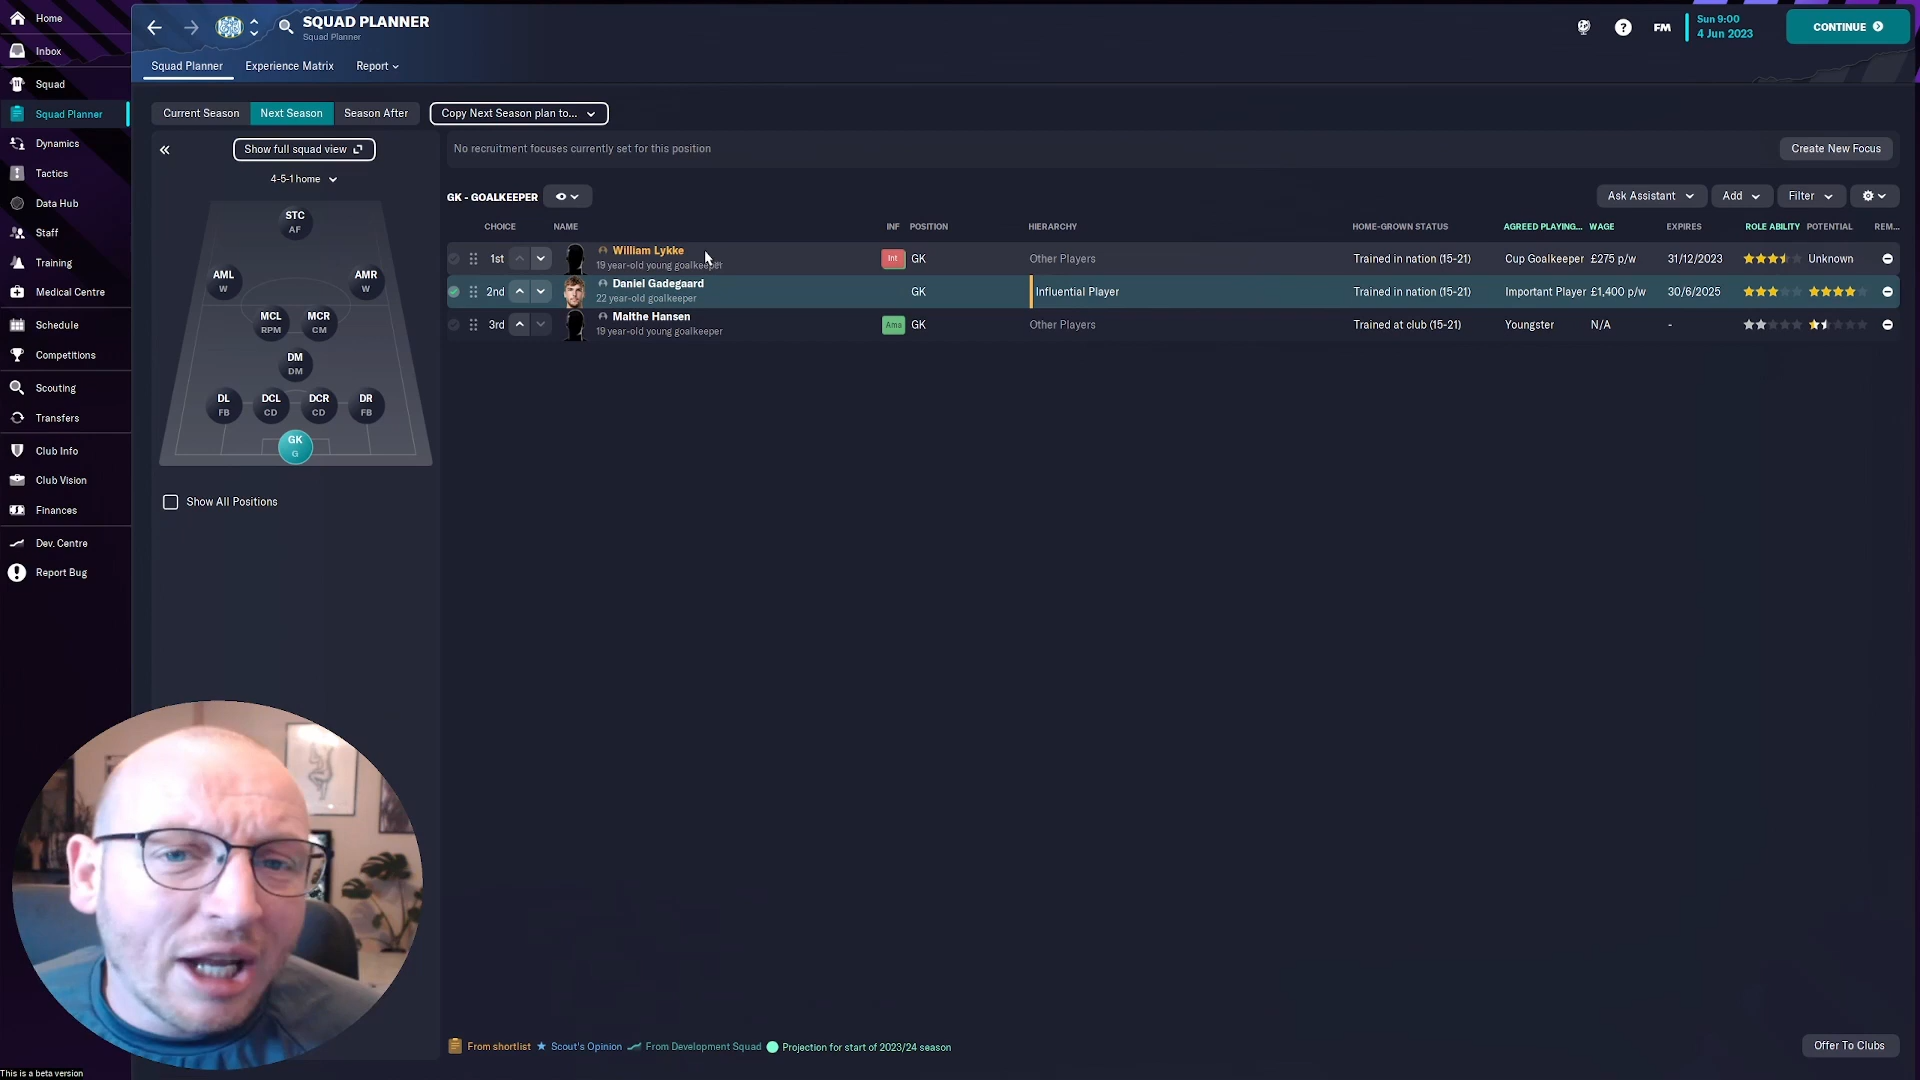 Home
Inbox
Squad
Squad Planner
Dynamics
Tactics
Data Hub
Staff
Training
Medical Centre
Schedule
Competitions
Scouting
Transfers
Club Info
Club Vision
Finances
Dev. Centre
Report Bug
SQUAD PLANNER
Squad Planner
? FM Sun 9:00
4 Jun 2023
CONTINUE
Squad Planner Experience Matrix Report
Current Season Next Season Season After Copy Next Season plan to...
Show full squad view
4-5-1 home
STC
AF
AML AMR
W W
MCL MCR
RPM CM
DM
DM
DL DCL DCR DR
FB CD CD FB
GK
G
Show All Positions
No recruitment focuses currently set for this position Create New Focus
GK - GOALKEEPER Ask Assistant Add Filter
CHOICE NAME INF POSITION HIERARCHY HOME-GROWN STATUS AGREED PLAYING... WAGE EXPIRES ROLE ABILITY POTENTIAL REM...
1st William Lykke Int GK Other Players Trained in nation (15-21) Cup Goalkeeper £275 p/w 31/12/2023 Unknown
19 year-old young goalkeeper
2nd Daniel Gadegaard GK Influential Player Trained in nation (15-21) Important Player £1,400 p/w 30/6/2025
22 year-old goalkeeper
3rd Malthe Hansen Ama GK Other Players Trained at club (15-21) Youngster N/A -
19 year-old young goalkeeper
From shortlist Scout's Opinion From Development Squad Projection for start of 2023/24 season
Offer To Clubs
This is a beta version